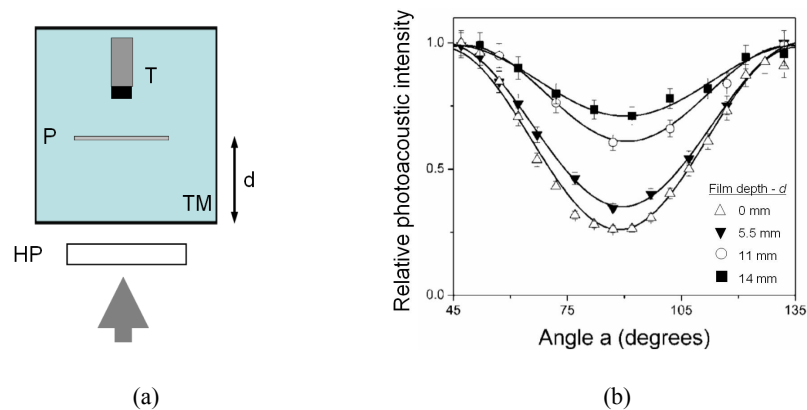 T
P
d
TM
HP
(a)
Relative photoacoustic intensity
1.0
0.5
0.0
45
75
105
135
Angle a (degrees)
Film depth - d
0 mm
5.5 mm
11 mm
14 mm
(b)